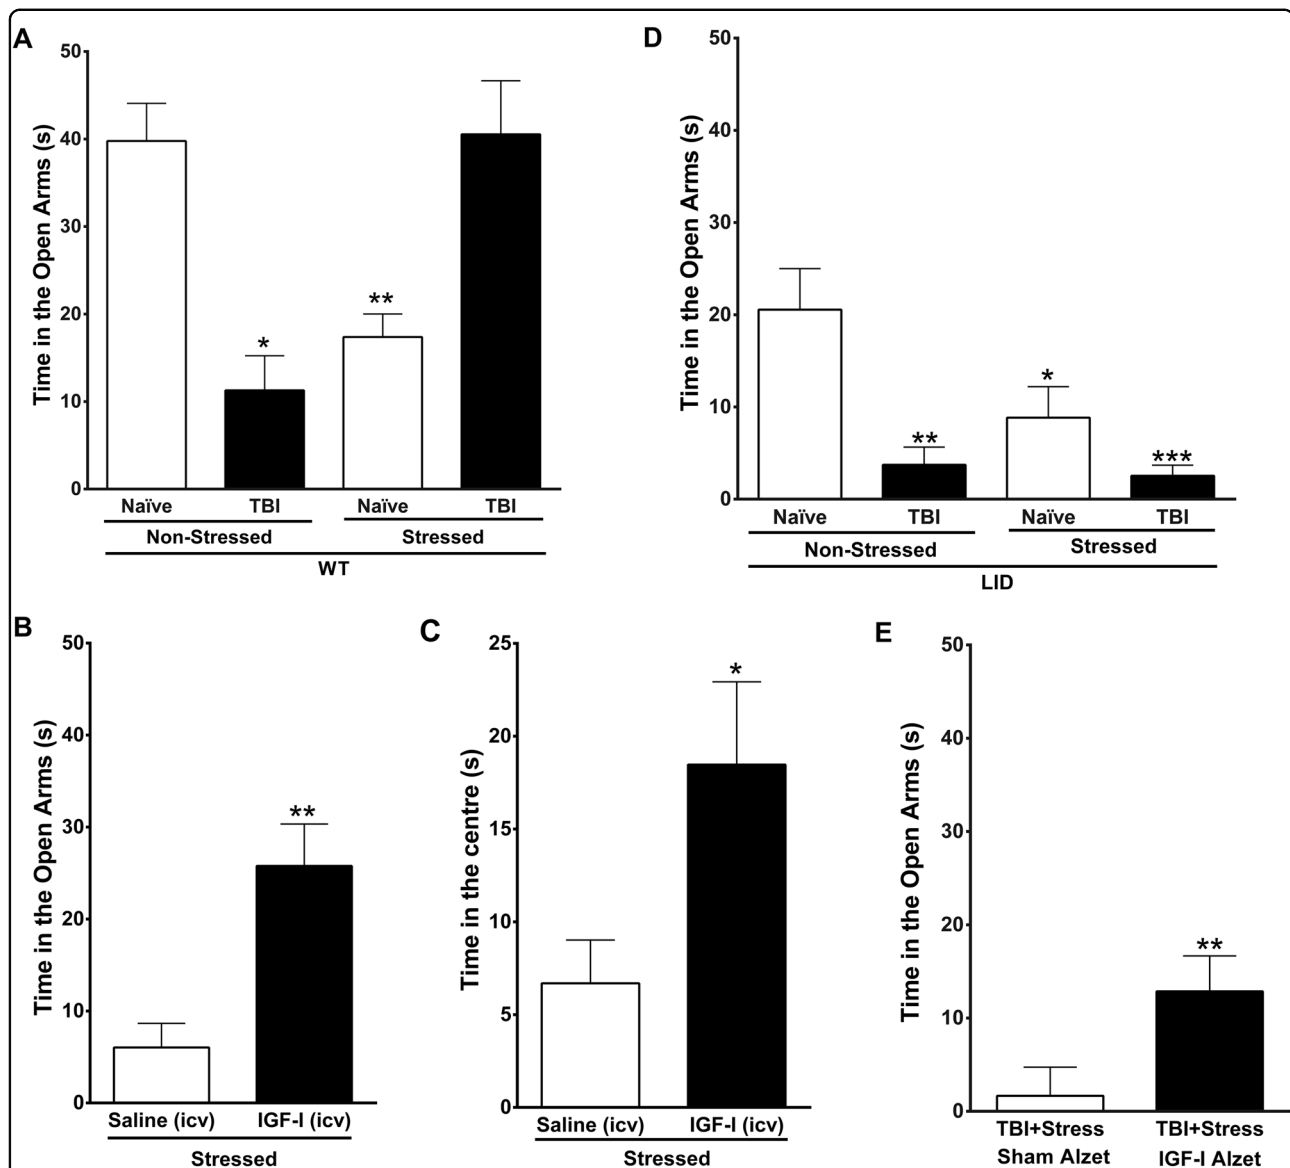 A
Time in the Open Arms (s)
50
40
30
20
10
0
*
**
Naïve TBI Naïve TBI
Non-Stressed Stressed
WT
D
Time in the Open Arms (s)
50
40
30
20
10
0
**
*
***
Naïve TBI Naïve TBI
Non-Stressed Stressed
LID
B
Time in the Open Arms (s)
50
40
30
20
10
0
**
Saline (icv) IGF-I (icv)
Stressed
C
Time in the centre (s)
25
20
15
10
5
0
*
Saline (icv) IGF-I (icv)
Stressed
E
Time in the Open Arms (s)
50
40
30
20
10
0
**
TBI+Stress TBI+Stress
Sham Alzet IGF-I Alzet